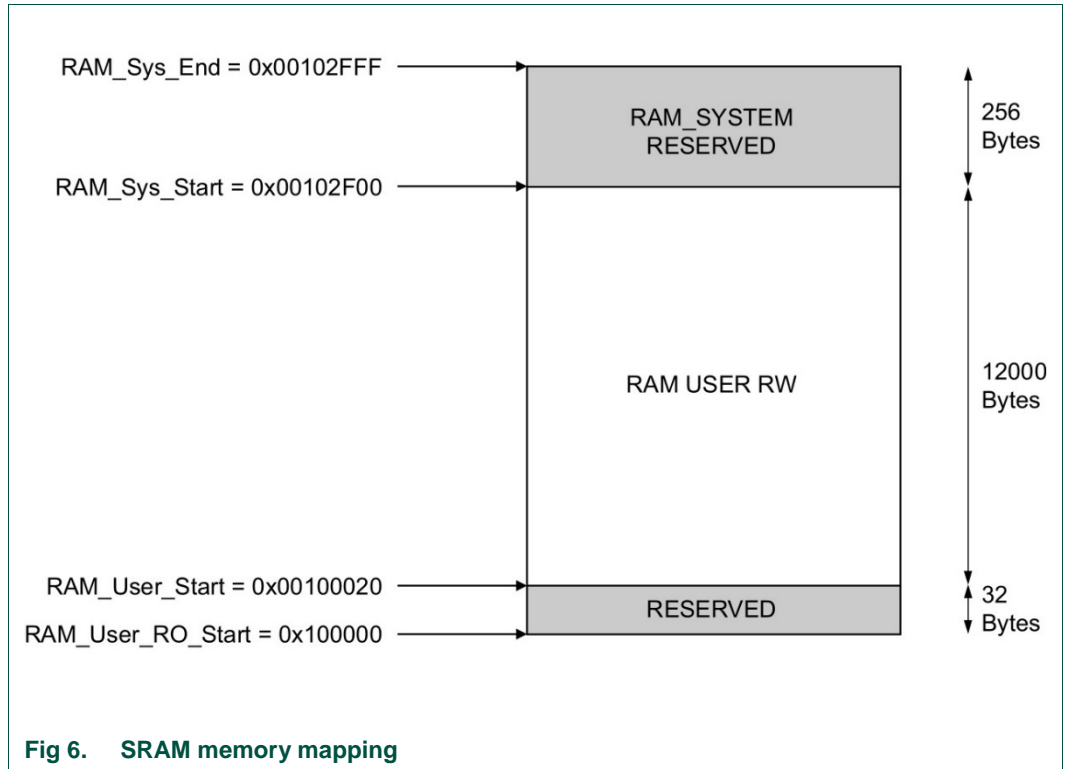 RAM_Sys_End = 0x00102FFF
RAM_SYSTEM
RESERVED
256
Bytes
RAM_Sys_Start = 0x00102F00
RAM USER RW
12000
Bytes
RAM_User_Start = 0x00100020
RESERVED
32
Bytes
RAM_User_RO_Start = 0x100000
Fig 6. SRAM memory mapping